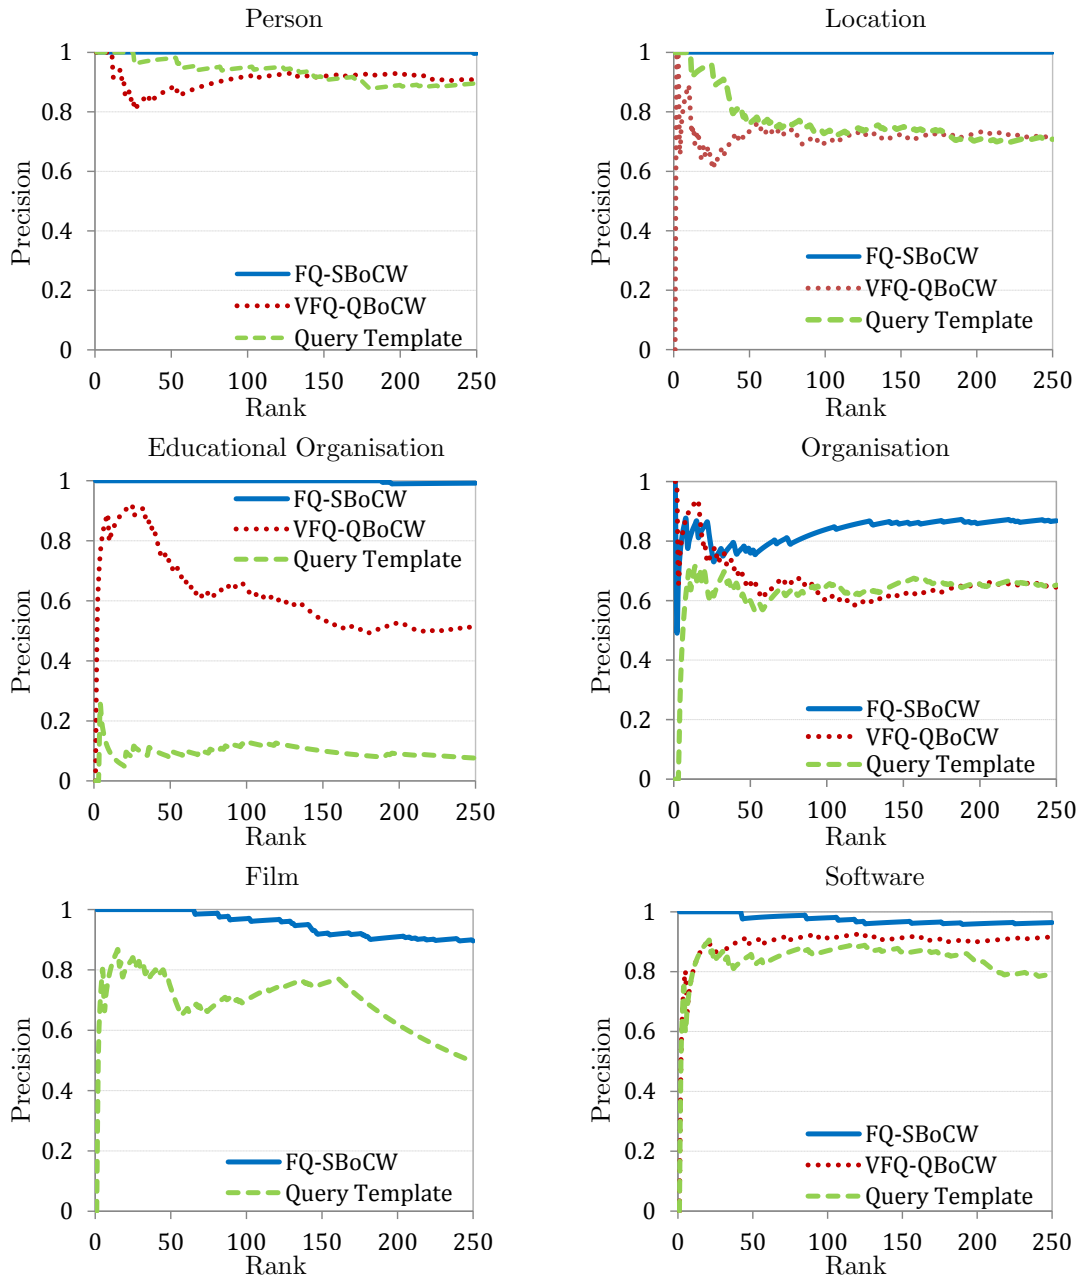 Person
1
0.8
0.6
0.4
0.2
0
Precision
FQ-SBoCW
VFQ-QBoCW
Query Template
0 50 100 150 200 250
Rank
Location
1
0.8
0.6
0.4
0.2
0
Precision
FQ-SBoCW
VFQ-QBoCW
Query Template
0 50 100 150 200 250
Rank
Educational Organisation
1
0.8
0.6
0.4
0.2
0
Precision
FQ-SBoCW
VFQ-QBoCW
Query Template
0 50 100 150 200 250
Rank
Organisation
1
0.8
0.6
0.4
0.2
0
Precision
FQ-SBoCW
VFQ-QBoCW
Query Template
0 50 100 150 200 250
Rank
Film
1
0.8
0.6
0.4
0.2
0
Precision
FQ-SBoCW
Query Template
0 50 100 150 200 250
Rank
Software
1
0.8
0.6
0.4
0.2
0
Precision
FQ-SBoCW
VFQ-QBoCW
Query Template
0 50 100 150 200 250
Rank